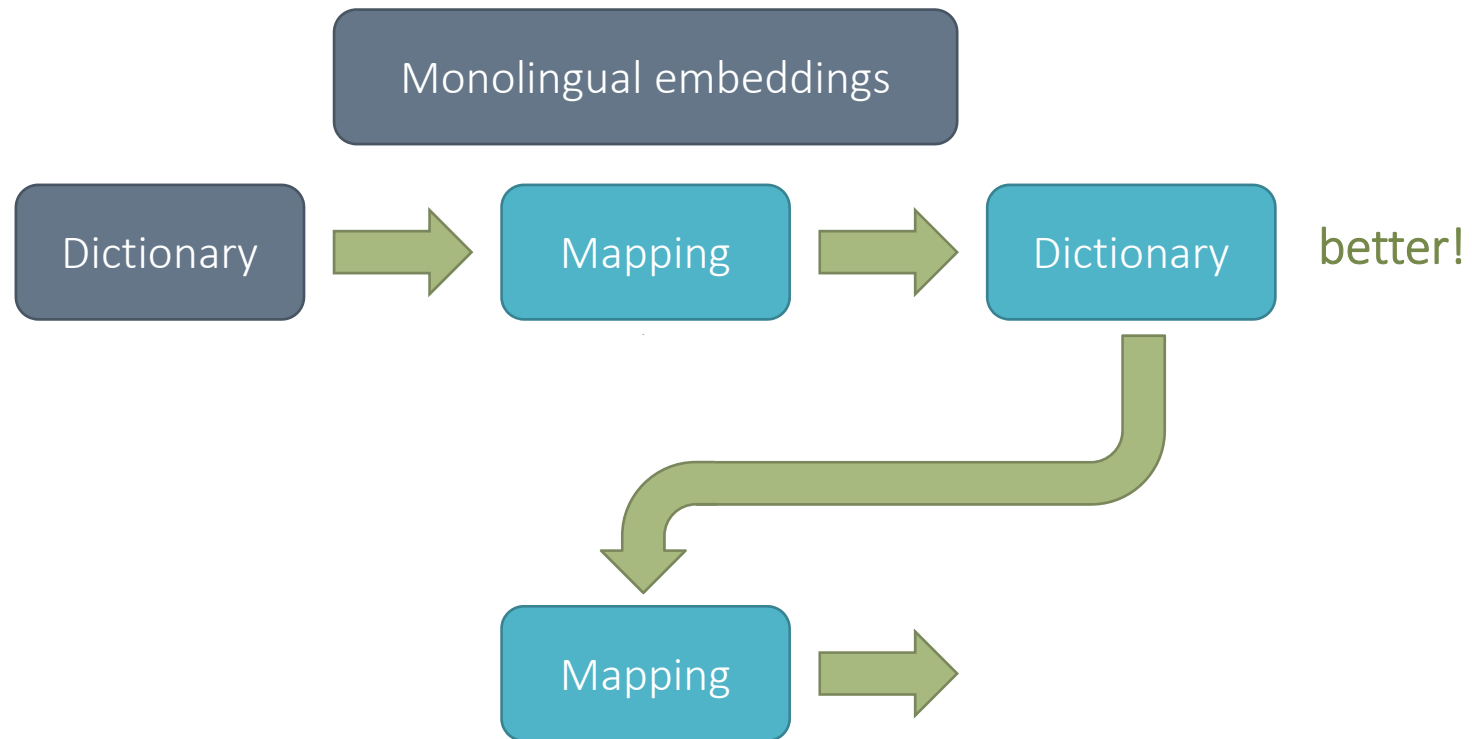 Monolingual embeddings
Dictionary
Mapping
Dictionary
better!
Mapping